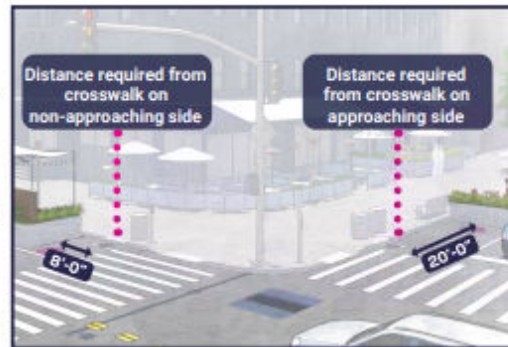 Distance required from
crosswalk on
non-approaching side
Distance required
from crosswalk on
approaching side
8'-0"
20'-0"